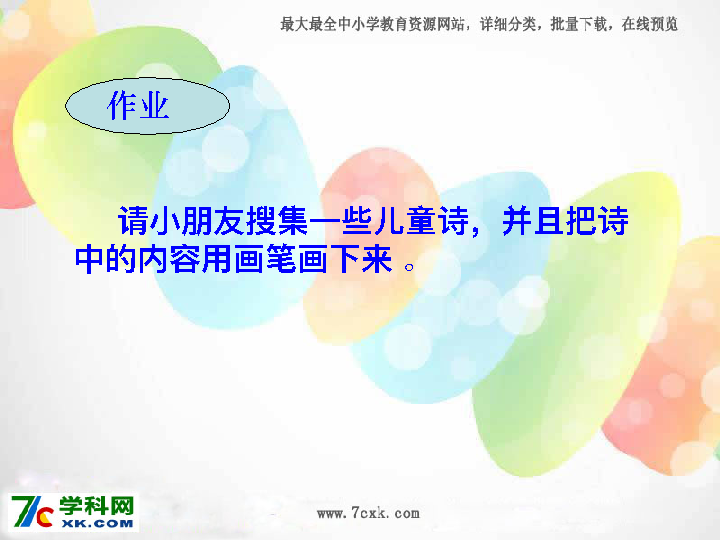 最大最全中小学教育资源网站，详细分类，批量下载，在线预览
作业
请小朋友搜集一些儿童诗，并且把诗
中的内容用画笔画下来 。
7c学科网
XK.COM
www.7cxk.com